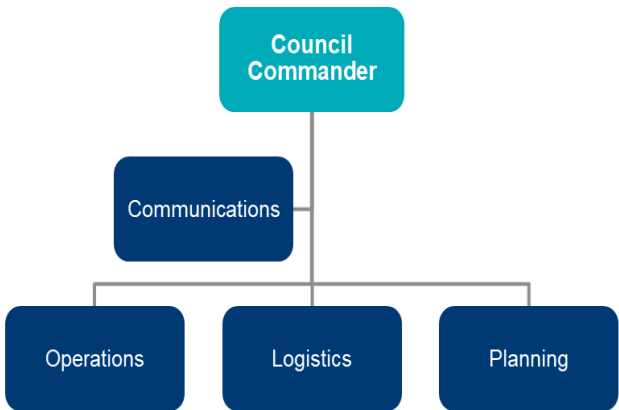 Council
Commander
Communications
Operations
Logistics
Planning